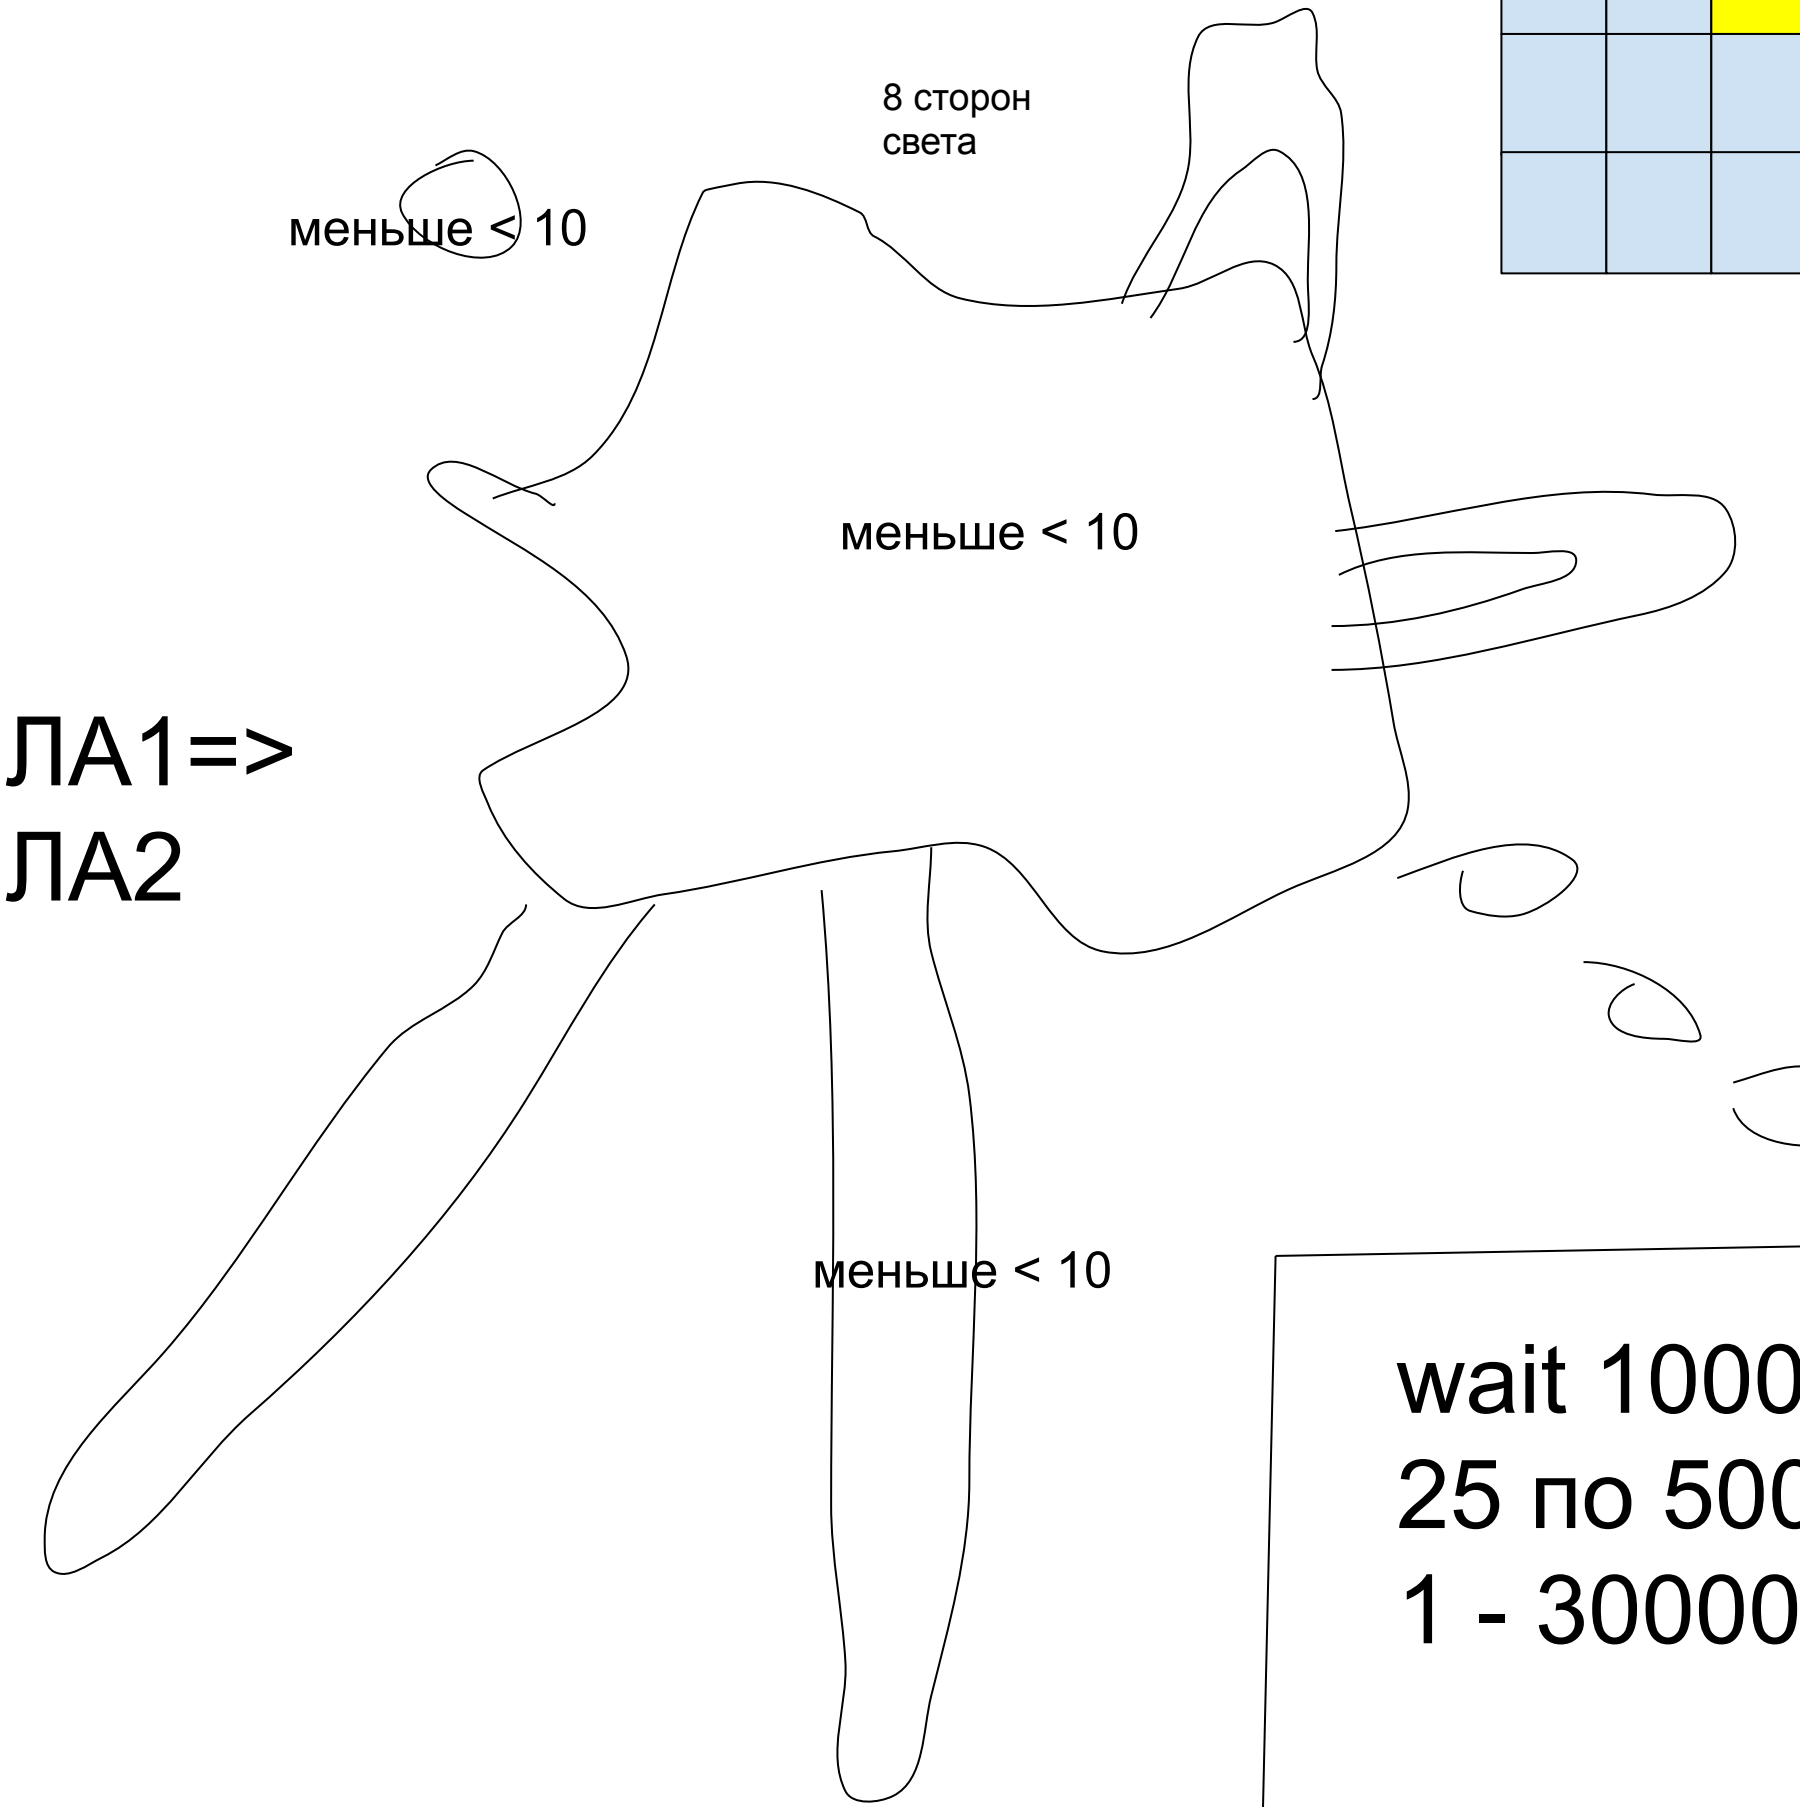 8 сторон
света
меньше < 10
меньше < 10
ЛА1=>
ЛА2
меньше < 10
wait 1000
25 по 500
1 - 30000